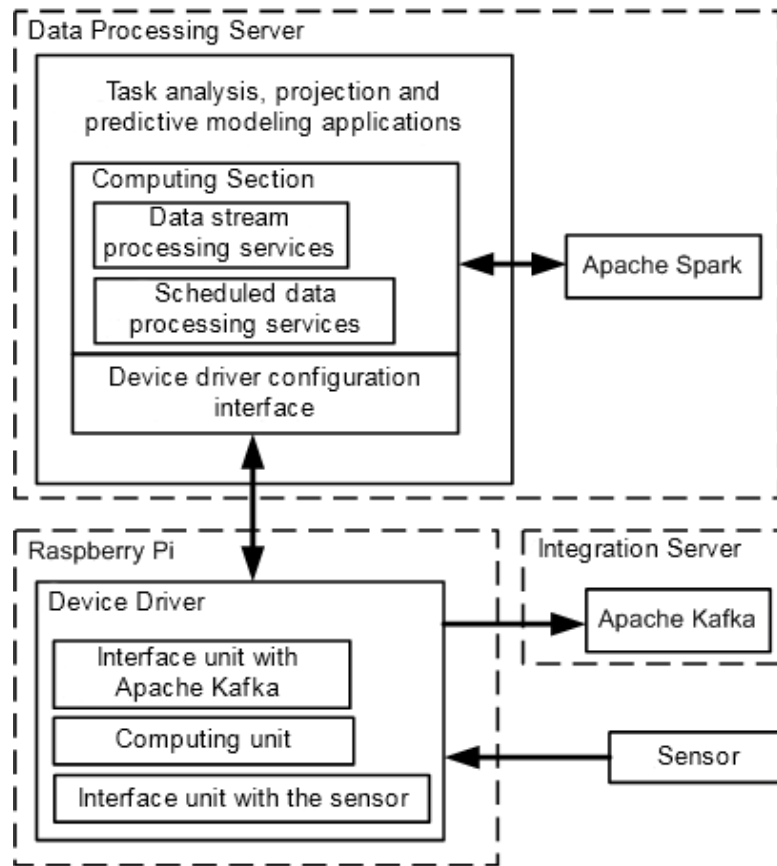 Data Processing Server
Task analysis, projection and
predictive modeling applications
Computing Section
Data stream
processing services
Scheduled data
processing services
Apache Spark
Device driver configuration
interface
Raspberry Pi
Device Driver
Interface unit with
Apache Kafka
Computing unit
Interface unit with the sensor
Integration Server
Apache Kafka
Sensor